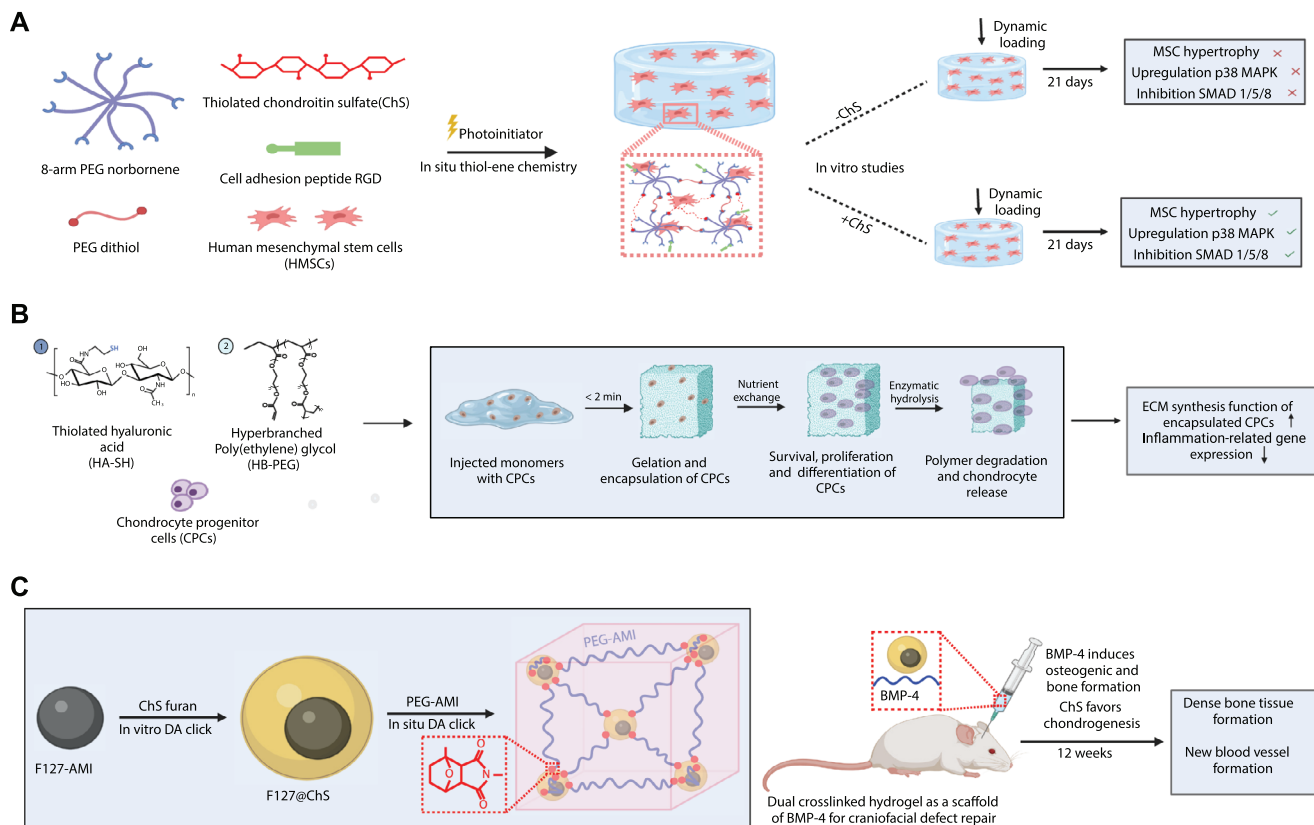 A
8-arm PEG norbornene
PEG dithiol
Thiolated chondroitin sulfate(ChS)
Cell adhesion peptide RGD
Human mesenchymal stem cells
(HMSCs)
Photoinitiator
In situ thiol-ene chemistry
-ChS
In vitro studies
+ChS
Dynamic
loading
21 days
MSC hypertrophy
Upregulation p38 MAPK
Inhibition SMAD 1/5/8
Dynamic
loading
21 days
MSC hypertrophy
Upregulation p38 MAPK
Inhibition SMAD 1/5/8
B
1
SH
HN
O
O
HO
OH
HO
O
O
HO
NH
O
CH3
n
Thiolated hyaluronic
acid
(HA-SH)
2
O
O
O
O
O
O
O
O
n
Hyperbranched
Poly(ethylene) glycol
(HB-PEG)
Chondrocyte progenitor
cells (CPCs)
Injected monomers
with CPCs
< 2 min
Gelation and
encapsulation of CPCs
Nutrient
exchange
Survival, proliferation
and differentiation of
CPCs
Enzymatic
hydrolysis
Polymer degradation
and chondrocyte
release
ECM synthesis function of
encapsulated CPCs
Inflammation-related gene
expression
C
F127-AMI
ChS furan
In vitro DA click
F127@ChS
PEG-AMI
In situ DA click
O
O
N
O
PEG-AMI
BMP-4
Dual crosslinked hydrogel as a scaffold
of BMP-4 for craniofacial defect repair
BMP-4 induces
osteogenic and
bone formation
ChS favors
chondrogenesis
12 weeks
Dense bone tissue
formation
New blood vessel
formation